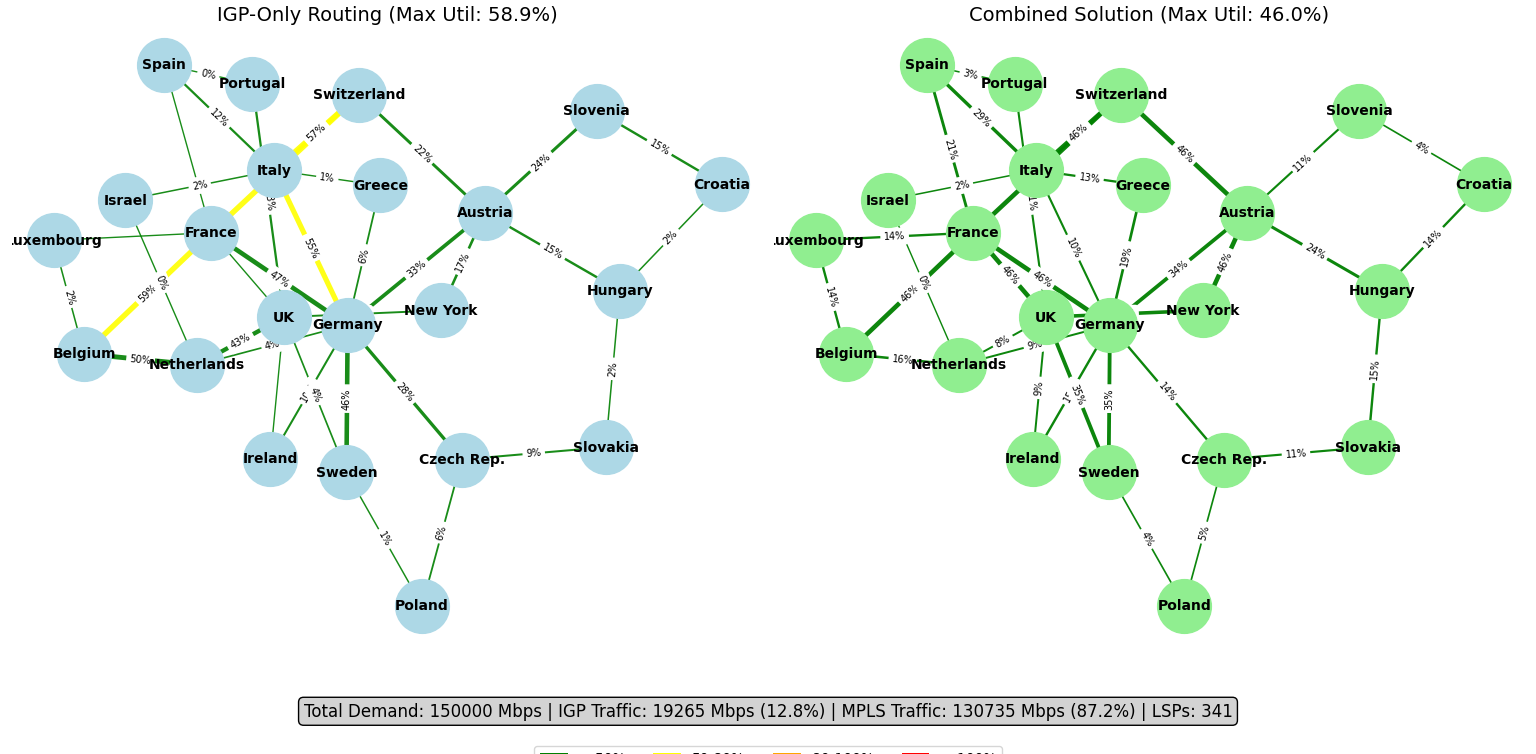 IGP-Only Routing (Max Util: 58.9%)
Spain
0%
Portugal
12%
Switzerland
57%
22%
Slovenia
24%
15%
Italy
1%
Greece
Croatia
Israel
2%
3%
Austria
uxembourg
France
55%
6%
33%
17%
15%
2%
2%
59%
0%
47%
Hungary
UK
Germany
New York
Belgium
50%
Netherlands
43%
4%
4%
46%
28%
2%
Ireland
Sweden
Czech Rep.
9%
Slovakia
1%
6%
Poland
Combined Solution (Max Util: 46.0%)
Spain
3%
Portugal
29%
21%
Switzerland
46%
46%
Slovenia
11%
4%
Italy
13%
Greece
Croatia
Israel
2%
1%
Austria
uxembourg
14%
France
10%
19%
34%
46%
24%
14%
14%
46%
0%
46%
46%
Hungary
UK
Germany
New York
Belgium
16%
Netherlands
8%
9%
9%
35%
35%
14%
15%
Ireland
Sweden
Czech Rep.
11%
Slovakia
4%
5%
Poland
Total Demand: 150000 Mbps | IGP Traffic: 19265 Mbps (12.8%) | MPLS Traffic: 130735 Mbps (87.2%) | LSPs: 341